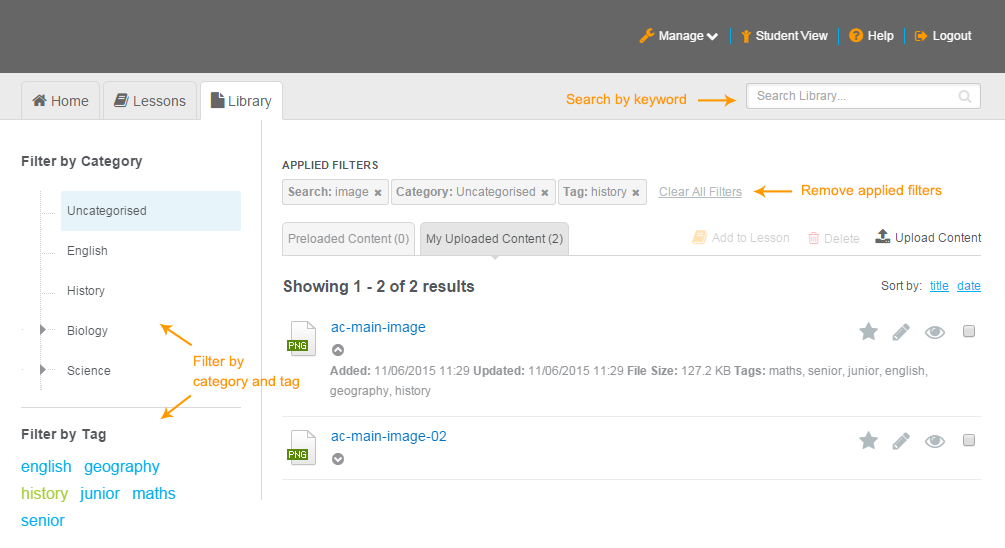 Manage Student View Help Logout
Home Lessons Library
Search by keyword
Search Library...
Filter by Category
Uncategorised
English
History
Biology
Science
Filter by
category and tag
Filter by Tag
english geography
history junior maths
senior
APPLIED FILTERS
Search: image × Category: Uncategorised × Tag: history × Clear All Filters
Remove applied filters
Preloaded Content (0) My Uploaded Content (2)
Add to Lesson Delete Upload Content
Showing 1 - 2 of 2 results
Sort by: title date
PNG
ac-main-image
Added: 11/06/2015 11:29 Updated: 11/06/2015 11:29 File Size: 127.2 KB Tags: maths, senior, junior, english,
geography, history
PNG
ac-main-image-02